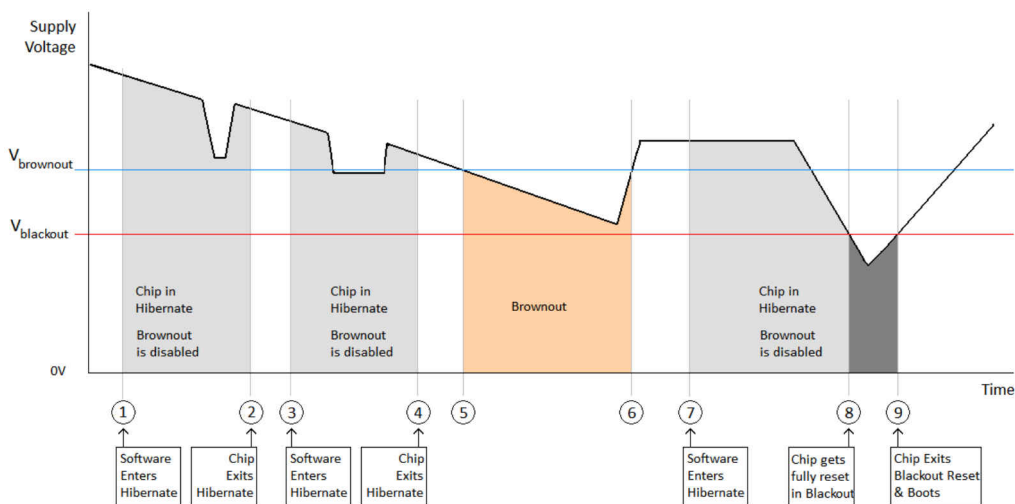 Supply
Voltage
Vbrownout
Vblackout
0V
Chip in
Hibernate
Brownout
is disabled
Chip in
Hibernate
Brownout
is disabled
Brownout
Chip in
Hibernate
Brownout
is disabled
Time
1
2
3
4
5
6
7
8
9
Software
Enters
Hibernate
Chip
Exits
Hibernate
Software
Enters
Hibernate
Chip
Exits
Hibernate
Software
Enters
Hibernate
Chip gets
fully reset
in Blackout
Chip Exits
Blackout Reset
& Boots